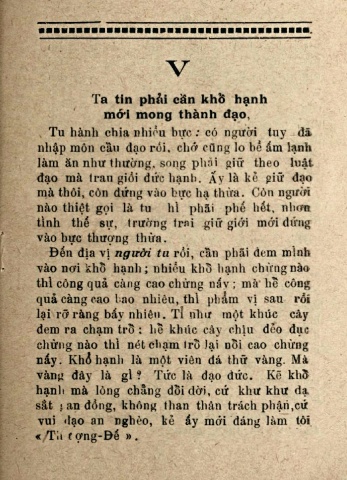 V
Ta tin phải cần khổ hạnh
mới mong thành đạo,
Tu hành chia nhiều bực : có người tuy đã
nhập môn cầu đạo rồi, chớ cũng lo bề ấm lạnh
làm ăn như thường, song phải giữ theo luật
đạo mà trau giồi đức hạnh. Ấy là kẻ giữ đạo
mà thôi, còn đứng vào bực hạ thừa. Còn người
nào thiệt gọi là tu hì phãi phế hết, nhơn
tình thế sự, trường trai giữ giới mới đứng
vào bực thượng thừa.
Đến địa vị người tu rồi, cần phải đem mình
vào nơi khổ hạnh ; nhiều khổ hạnh chừng nào
thì công quả càng cao chừng nấy ; mà hễ công
quả càng cao bao nhiêu, thì phẩm vị sau rồi
lại rỡ ràng bấy nhiêu. Tỉ như một khúc cây
đem ra chạm trổ : hễ khúc cây chịu đẽo đục
chừng nào thì nét chạm trổ lại nổi cao chừng
nấy. Khổ hạnh là một viên đá thử vàng. Mà
vàng đây là gì ? Tức là đạo đức. Kẽ khổ
hạnh mà lòng chẳng đổi dời, cứ khư khư dạ
sắt gan đồng, không than thân trách phận,cứ
vui đạo an nghèo, kẻ ấy mới đáng làm tôi
« Từ ợng-Đế » .